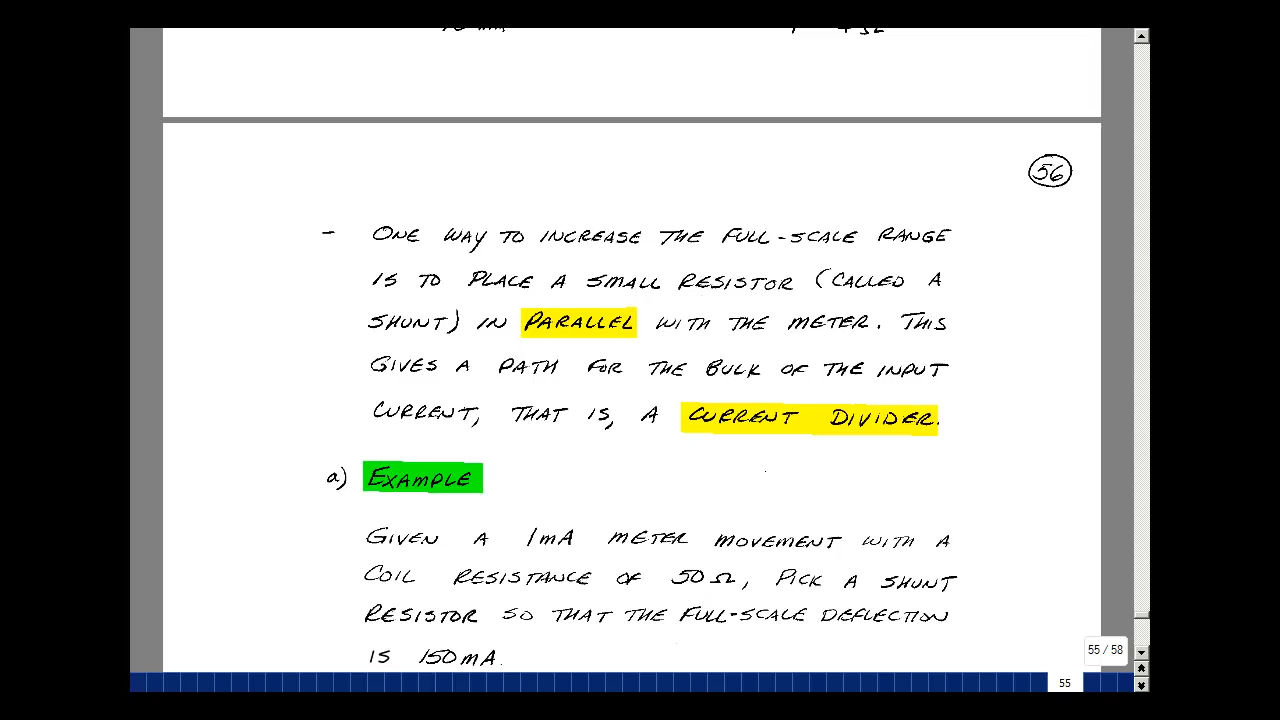 56
- ONE WAY TO INCREASE THE FULL-SCALE RANGE
IS TO PLACE A SMALL RESISTOR (CALLED A
SHUNT) IN PARALLEL WITH THE METER. THIS
GIVES A PATH FOR THE BULK OF THE INPUT
CURRENT, THAT IS, A CURRENT DIVIDER.
a) EXAMPLE
GIVEN A 1mA METER MOVEMENT WITH A
COIL RESISTANCE OF 50Ω, PICK A SHUNT
RESISTOR SO THAT THE FULL-SCALE DEFLECTION
IS 150mA.
55 / 58
55